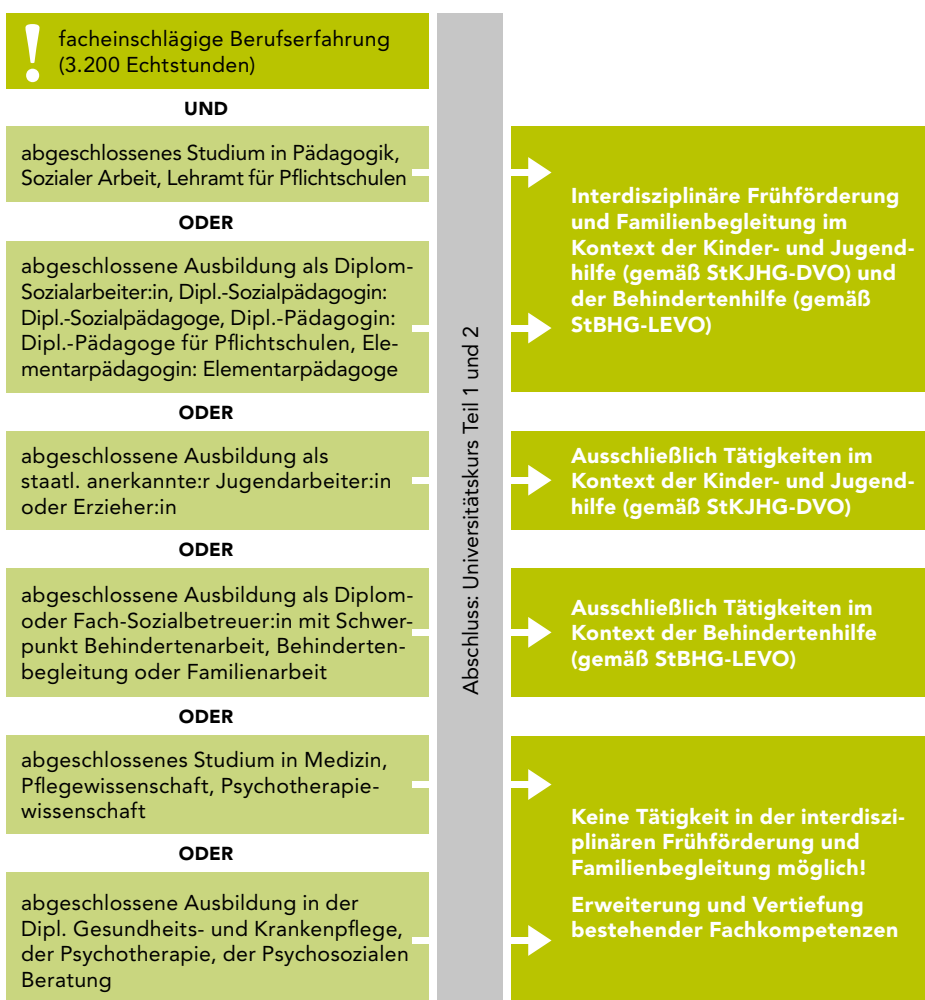 !
facheinschlägige Berufserfahrung
(3.200 Echtstunden)
UND
abgeschlossenes Studium in Pädagogik,
Sozialer Arbeit, Lehramt für Pflichtschulen
ODER
abgeschlossene Ausbildung als Diplom-
Sozialarbeiter:in, Dipl.-Sozialpädagogin:
Dipl.-Sozialpädagoge, Dipl.-Pädagogin:
Dipl.-Pädagoge für Pflichtschulen, Ele-
mentarpädagogin: Elementarpädagoge
ODER
abgeschlossene Ausbildung als
staatl. anerkannte:r Jugendarbeiter:in
oder Erzieher:in
ODER
abgeschlossene Ausbildung als Diplom-
oder Fach-Sozialbetreuer:in mit Schwer-
punkt Behindertenarbeit, Behinderten-
begleitung oder Familienarbeit
ODER
abgeschlossenes Studium in Medizin,
Pflegewissenschaft, Psychotherapie-
wissenschaft
ODER
abgeschlossene Ausbildung in der
Dipl. Gesundheits- und Krankenpflege,
der Psychotherapie, der Psychosozialen
Beratung
Abschluss: Universitätskurs Teil 1 und 2
Interdisziplinäre Frühförderung
und Familienbegleitung im
Kontext der Kinder- und Jugend-
hilfe (gemäß StKJHG-DVO) und
der Behindertenhilfe (gemäß
StBHG-LEVO)
Ausschließlich Tätigkeiten im
Kontext der Kinder- und Jugend-
hilfe (gemäß StKJHG-DVO)
Ausschließlich Tätigkeiten im
Kontext der Behindertenhilfe
(gemäß StBHG-LEVO)
Keine Tätigkeit in der interdiszi-
plinären Frühförderung und
Familienbegleitung möglich!
Erweiterung und Vertiefung
bestehender Fachkompetenzen